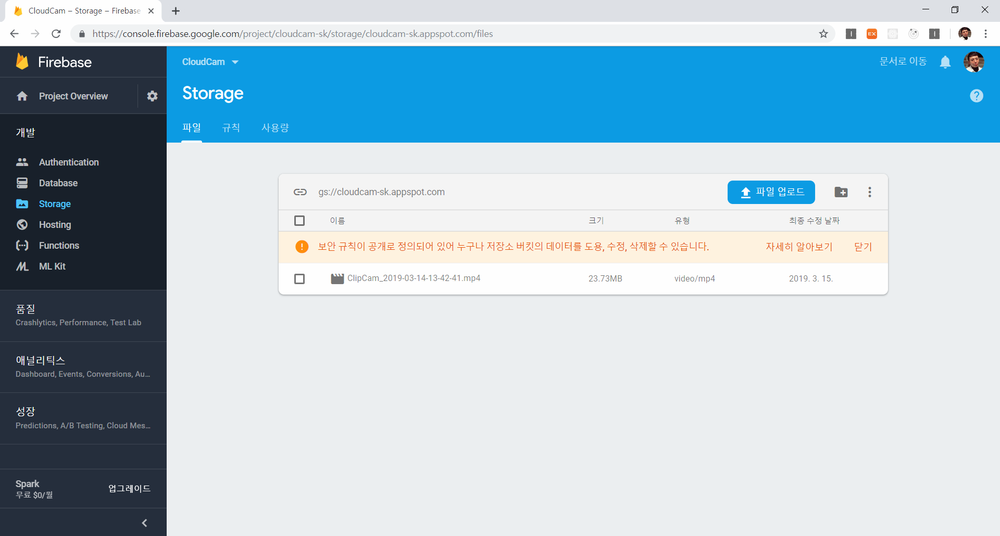 CloudCam – Storage – Firebase
https://console.firebase.google.com/project/cloudcam-sk/storage/cloudcam-sk.appspot.com/files
EX
Firebase
CloudCam
문서로 이동
Project Overview
Storage
?
파일 규칙 사용량
개발
Authentication
Database
Storage
Hosting
Functions
ML Kit
gs://cloudcam-sk.appspot.com
파일 업로드
이름 크기 유형 최종 수정 날짜
보안 규칙이 공개로 정의되어 있어 누구나 저장소 버킷의 데이터를 도용, 수정, 삭제할 수 있습니다. 자세히 알아보기 닫기
ClipCam_2019-03-14-13-42-41.mp4 23.73MB video/mp4 2019. 3. 15.
품질
Crashlytics, Performance, Test Lab
애널리틱스
Dashboard, Events, Conversions, Au...
성장
Predictions, A/B Testing, Cloud Mes...
Spark
무료 $0/월
업그레이드